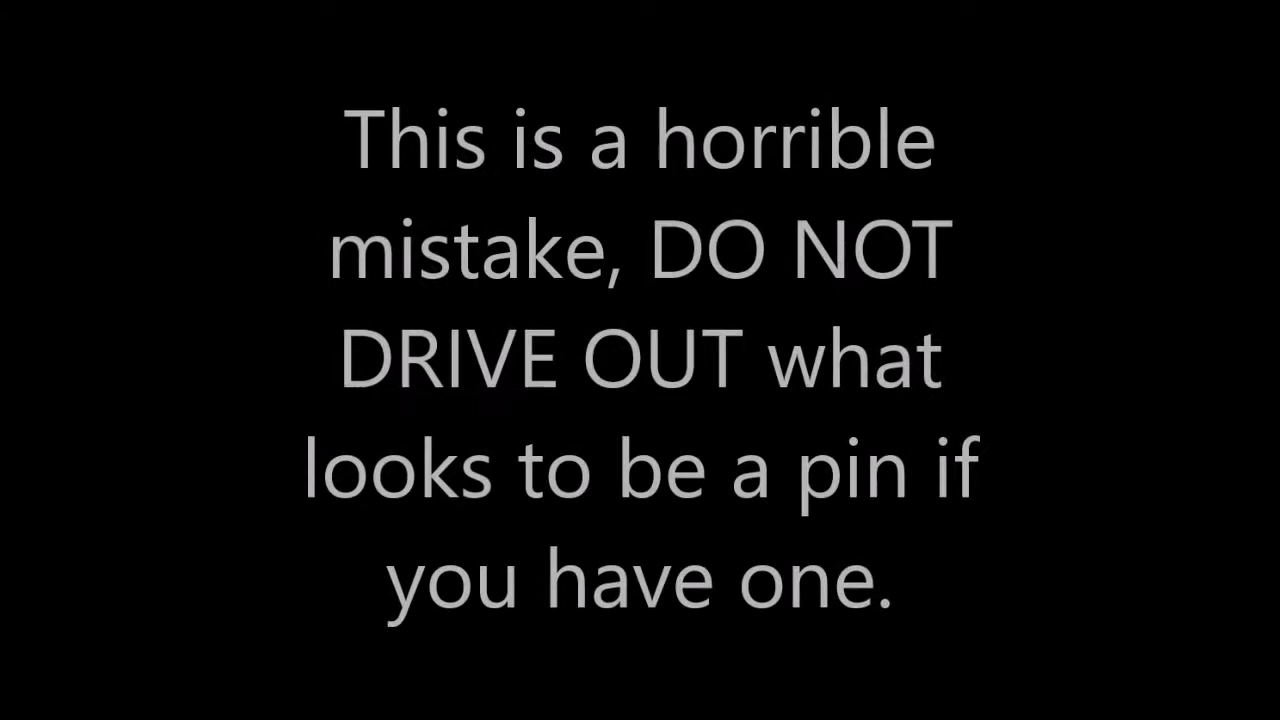 This is a horrible
mistake, DO NOT
DRIVE OUT what
looks to be a pin if
you have one.